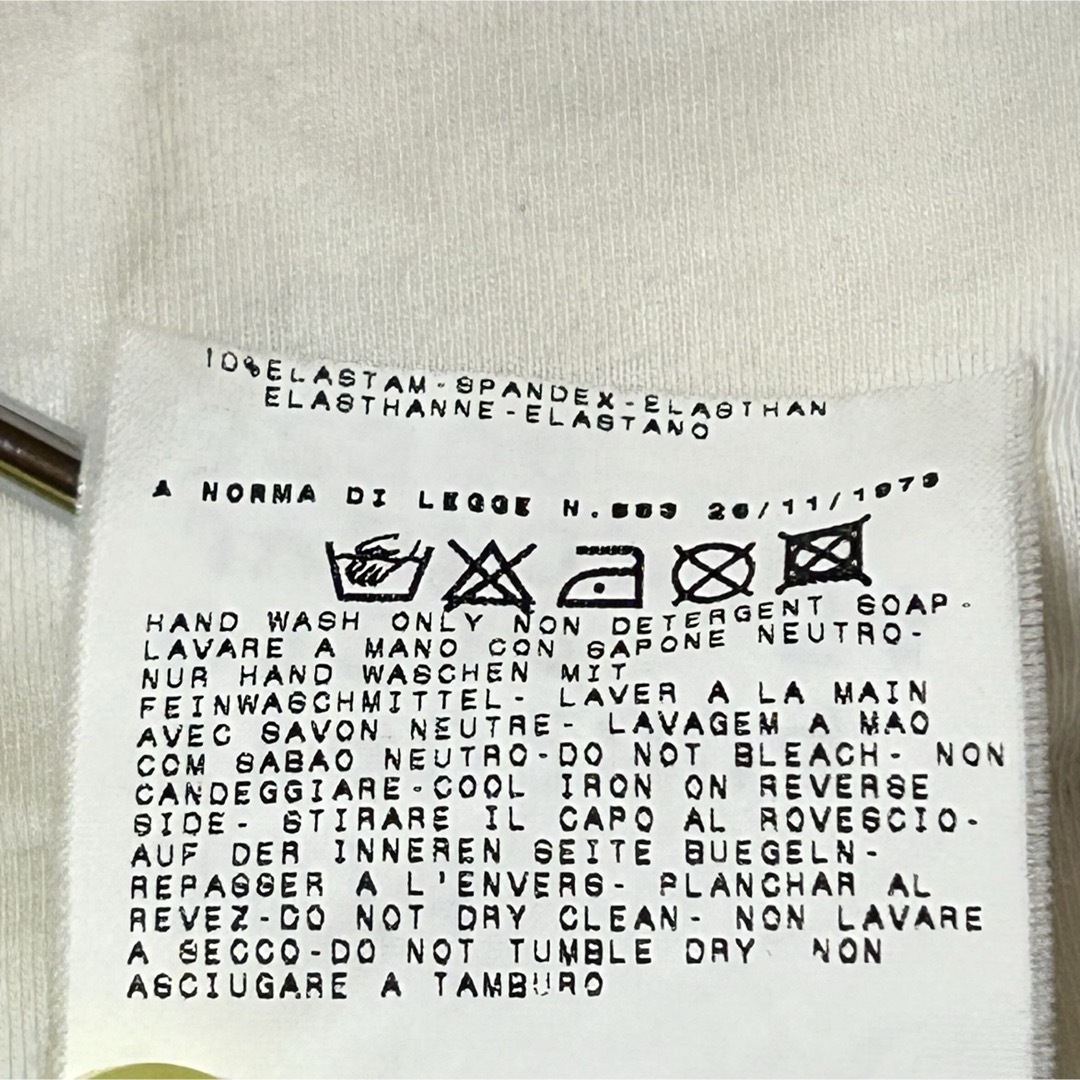 10%ELASTAM-SPANDEX-ELASTHAN
ELASTHANNE-ELASTANO
A NORMA DI LEGGE N.883 26/11/1973
HAND WASH ONLY NON DETERGENT SOAP-
LAVARE A MANO CON SAPONE NEUTRO-
NUR HAND WASCHEN MIT
FEINWASCHMITTEL- LAVER A LA MAIN
AVEC SAVON NEUTRE- LAVAGEM A MAO
COM SABAO NEUTRO-DO NOT BLEACH- NON
CANDEGGIARE-COOL IRON ON REVERSE
SIDE- STIRARE IL CAPO AL ROVESCIO-
AUF DER INNEREN SEITE BUEGELN-
REPASSER A L'ENVERS- PLANCHAR AL
REVEZ-DO NOT DRY CLEAN- NON LAVARE
A SECCO-DO NOT TUMBLE DRY NON
ASCIUGARE A TAMBURO